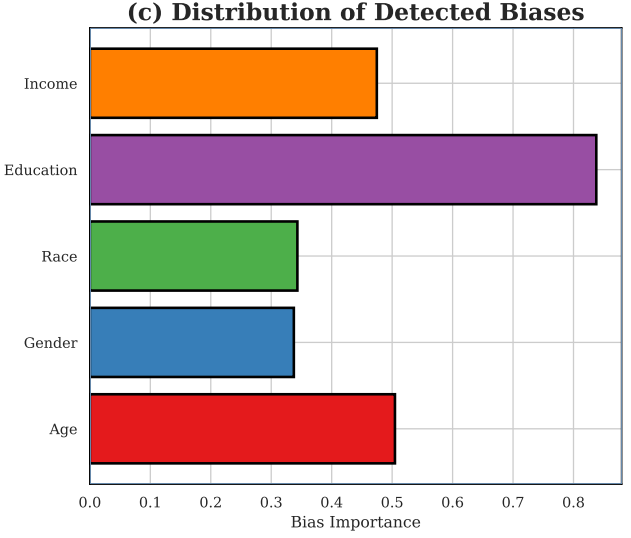 (c) Distribution of Detected Biases
Income
Education
Race
Gender
Age
0.0 0.1 0.2 0.3 0.4 0.5 0.6 0.7 0.8
Bias Importance